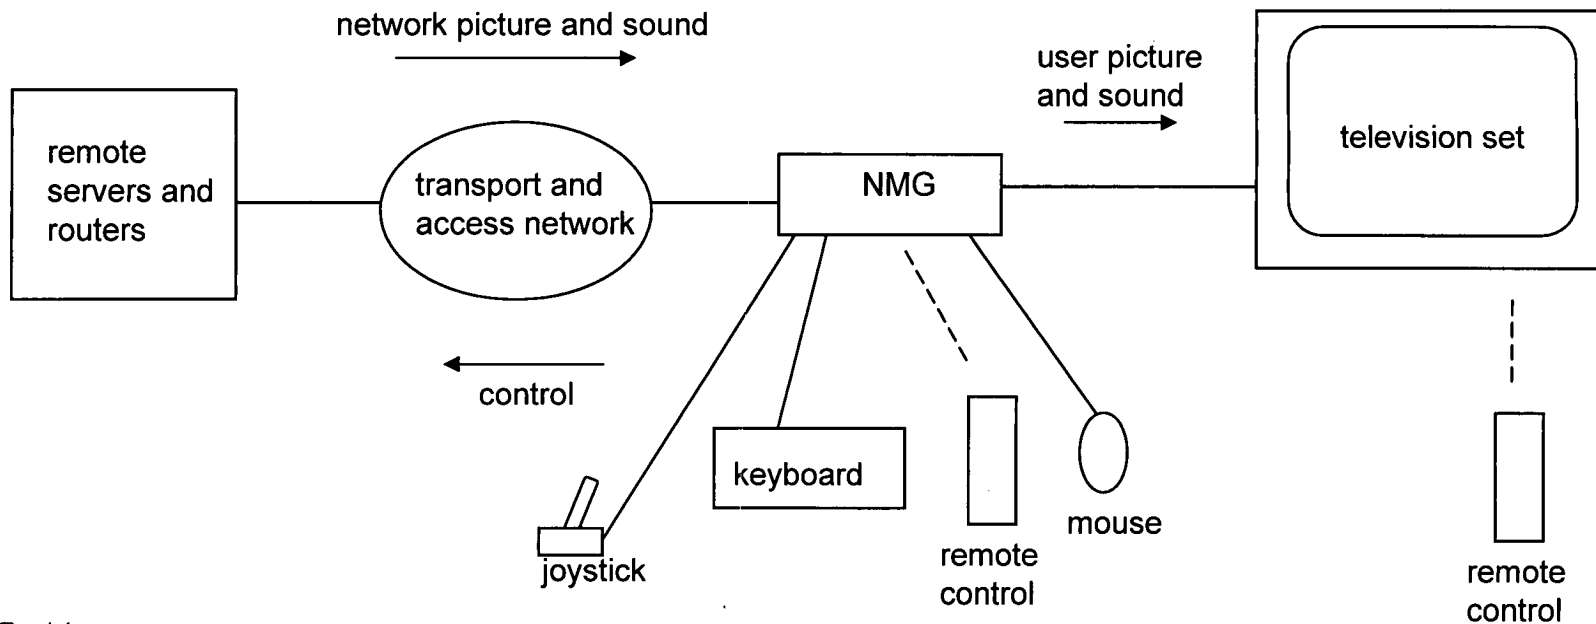 network picture and sound
user picture
and sound
television set
remote
servers and
routers
transport and
access network
NMG
control
keyboard
joystick
mouse
remote
control
remote
control